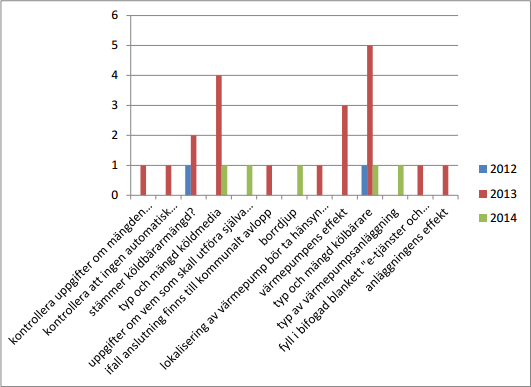 6
5
4
3
2
1
0
2012
2013
2014
kontrollera uppgifter om mängden...
kontrollera att ingen automatisk...
stämmer köldbärarmängd?
typ och mängd köldmedia
uppgifter om vem som skall utföra själva...
ifall anslutning finns till kommunalt avlopp
borrdjup
lokalisering av värmepump bör ta hänsyn...
värmepumpens effekt
typ och mängd kölbärare
typ av värmepumpsanläggning
fyll i bifogad blankett "e-tjänster och...
anläggningens effekt